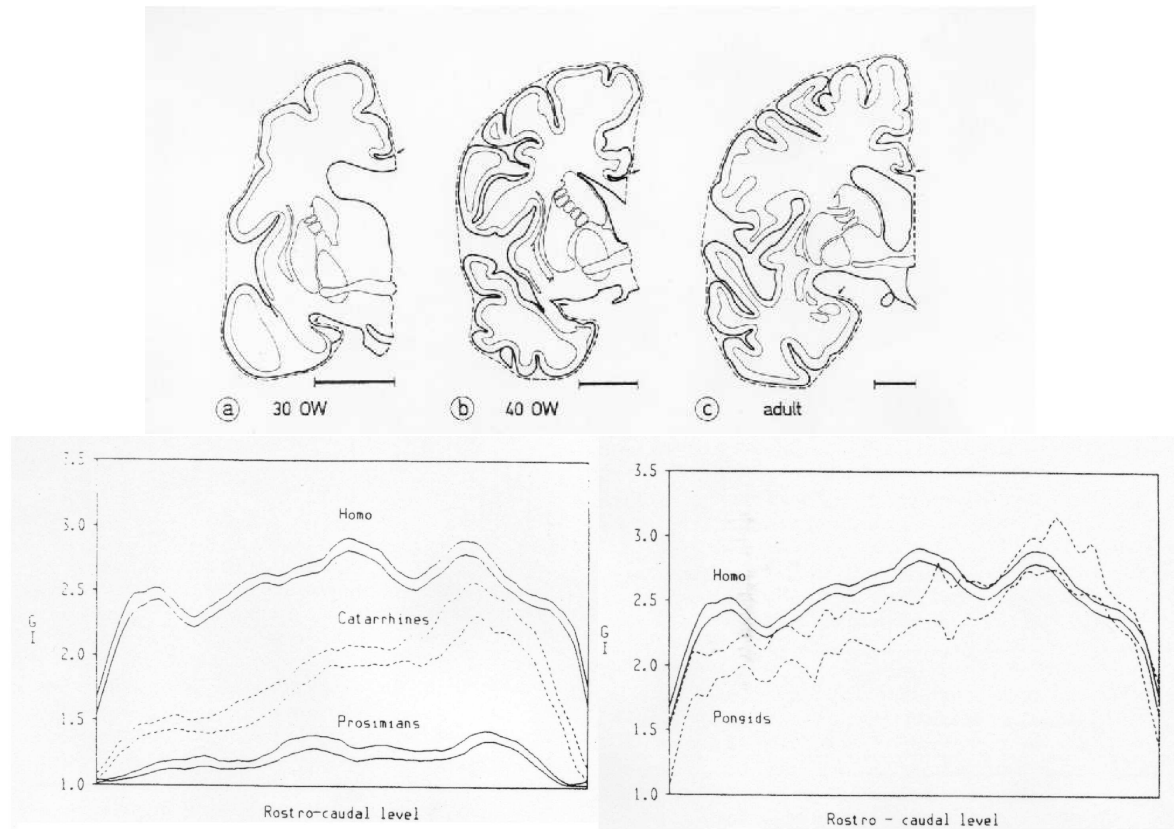 a 30 OW
b 40 OW
c adult
3.5
3.0
2.5
2.0
1.5
1.0
G
I
Homo
Catarrhines
Prosimians
Rostro-caudal level
3.5
3.0
2.5
2.0
1.5
1.0
G
I
Homo
Pongids
Rostro - caudal level